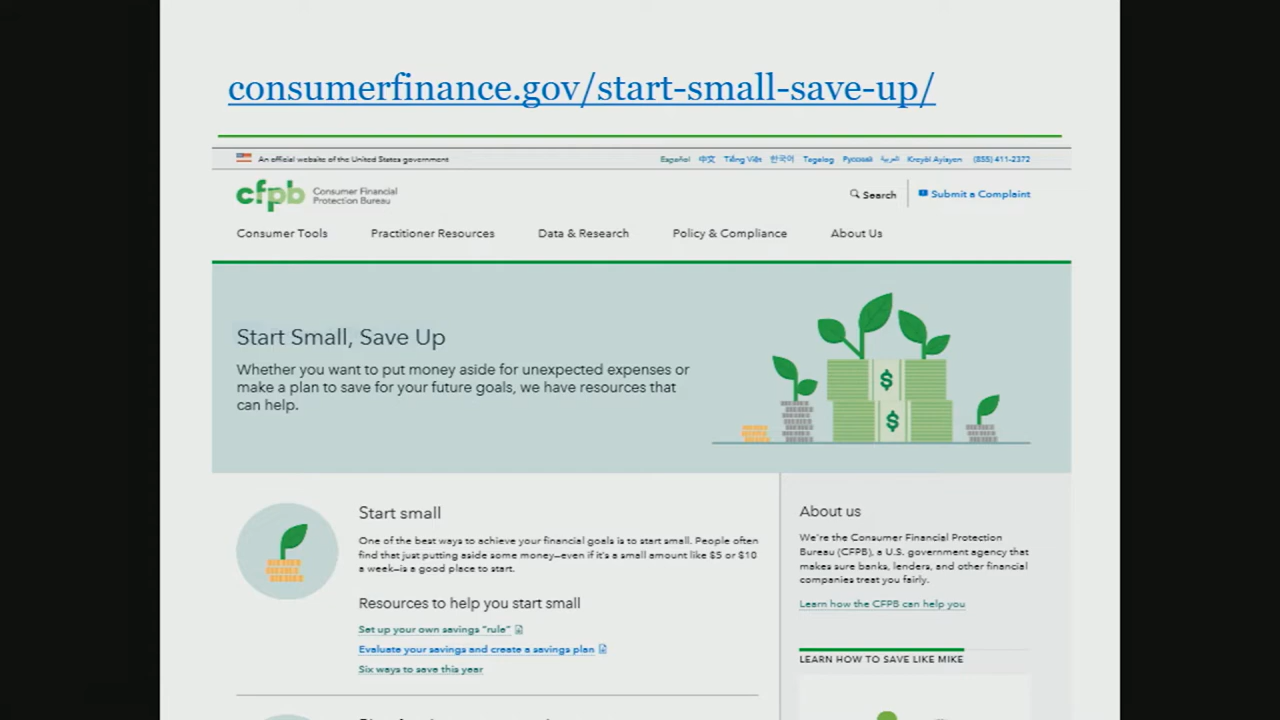 consumerfinance.gov/start-small-save-up/
An official website of the United States government
Español 中文 Tiếng Việt 한국어 Tagalog Русский العربية Kreyòl Ayisyen (855) 411-2372
cfpb Consumer Financial
Protection Bureau
Search Submit a Complaint
Consumer Tools Practitioner Resources Data & Research Policy & Compliance About Us
Start Small, Save Up
Whether you want to put money aside for unexpected expenses or
make a plan to save for your future goals, we have resources that
can help.
$
$
Start small
One of the best ways to achieve your financial goals is to start small. People often
find that just putting aside some money—even if it's a small amount like $5 or $10
a week—is a good place to start.
Resources to help you start small
Set up your own savings "rule"
Evaluate your savings and create a savings plan
Six ways to save this year
About us
We're the Consumer Financial Protection
Bureau (CFPB), a U.S. government agency that
makes sure banks, lenders, and other financial
companies treat you fairly.
Learn how the CFPB can help you
LEARN HOW TO SAVE LIKE MIKE